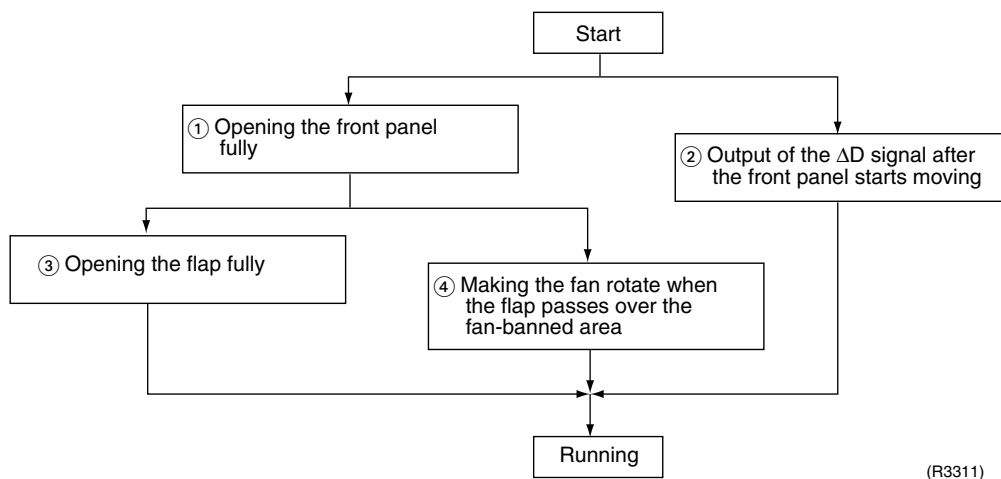 Start
① Opening the front panel
fully
② Output of the ΔD signal after
the front panel starts moving
③ Opening the flap fully
④ Making the fan rotate when
the flap passes over the
fan-banned area
Running
(R3311)